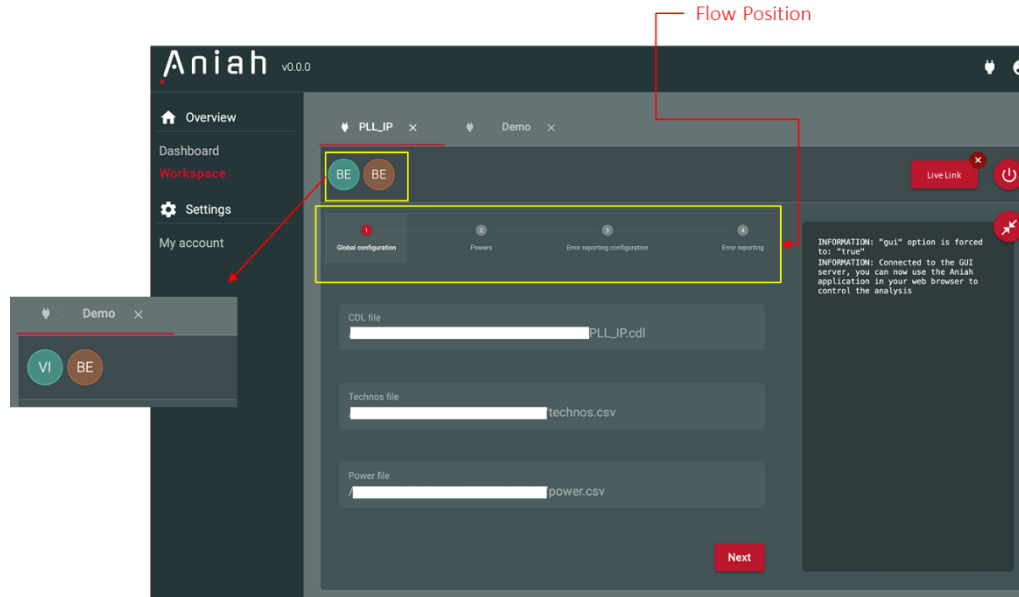 Flow Position
Aniah v0.0.0
Overview
Dashboard
Workspace
Settings
My account
PLL_IP ×
Demo ×
BE BE
LiveLink
1 2 3 4
Global configuration Powers Error reporting configuration Error reporting
CDL file
PLL_IP.cdl
Technos file
technos.csv
Power file
/ /power.csv
Next
INFORMATION: "gui" option is forced
to: "true"
INFORMATION: Connected to the GUI
server, you can now use the Aniah
application in your web browser to
control the analysis
Demo ×
VI BE